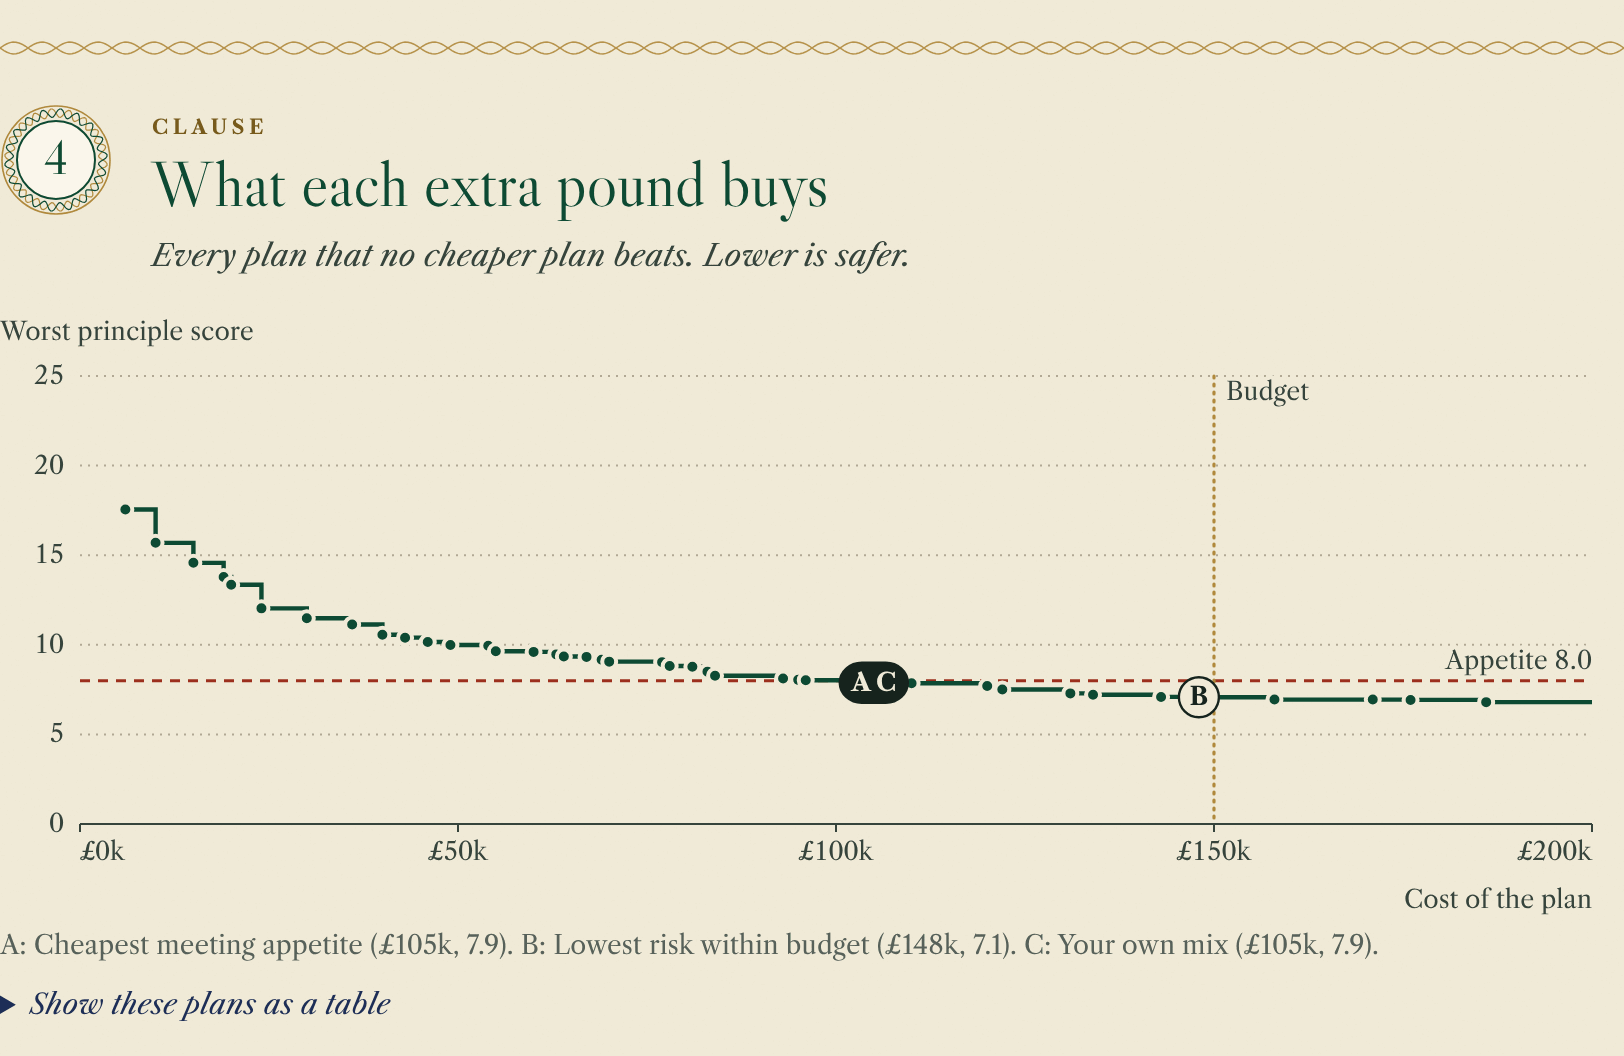 4
CLAUSE
What each extra pound buys
Every plan that no cheaper plan beats. Lower is safer.
Worst principle score
25
Budget
20
15
10
Appetite 8.0
A C
B
5
0
£0k £50k £100k £150k £200k
Cost of the plan
A: Cheapest meeting appetite (£105k, 7.9). B: Lowest risk within budget (£148k, 7.1). C: Your own mix (£105k, 7.9).
Show these plans as a table